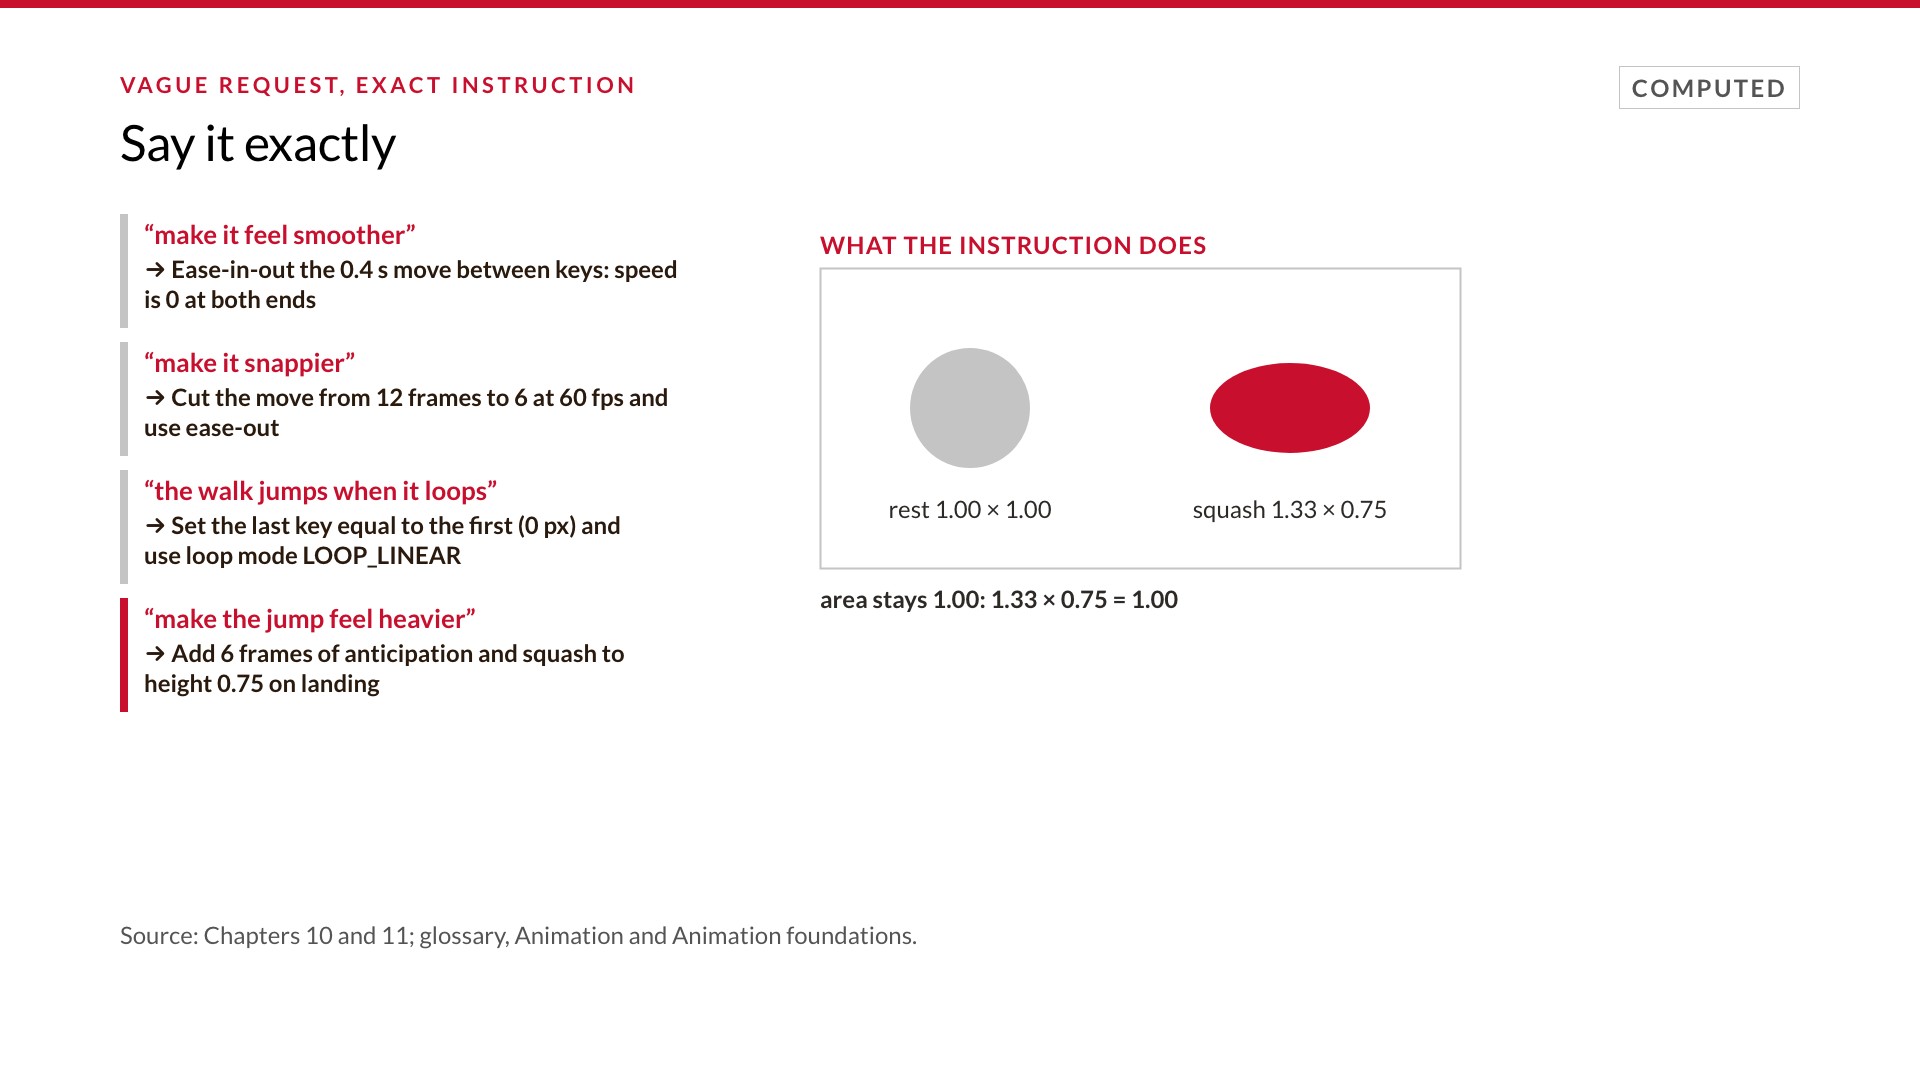 VAGUE REQUEST, EXACT INSTRUCTION
COMPUTED
Say it exactly
“make it feel smoother”
→ Ease-in-out the 0.4 s move between keys: speed
is 0 at both ends
“make it snappier”
→ Cut the move from 12 frames to 6 at 60 fps and
use ease-out
“the walk jumps when it loops”
→ Set the last key equal to the first (0 px) and
use loop mode LOOP_LINEAR
“make the jump feel heavier”
→ Add 6 frames of anticipation and squash to
height 0.75 on landing
WHAT THE INSTRUCTION DOES
rest 1.00 × 1.00
squash 1.33 × 0.75
area stays 1.00: 1.33 × 0.75 = 1.00
Source: Chapters 10 and 11; glossary, Animation and Animation foundations.